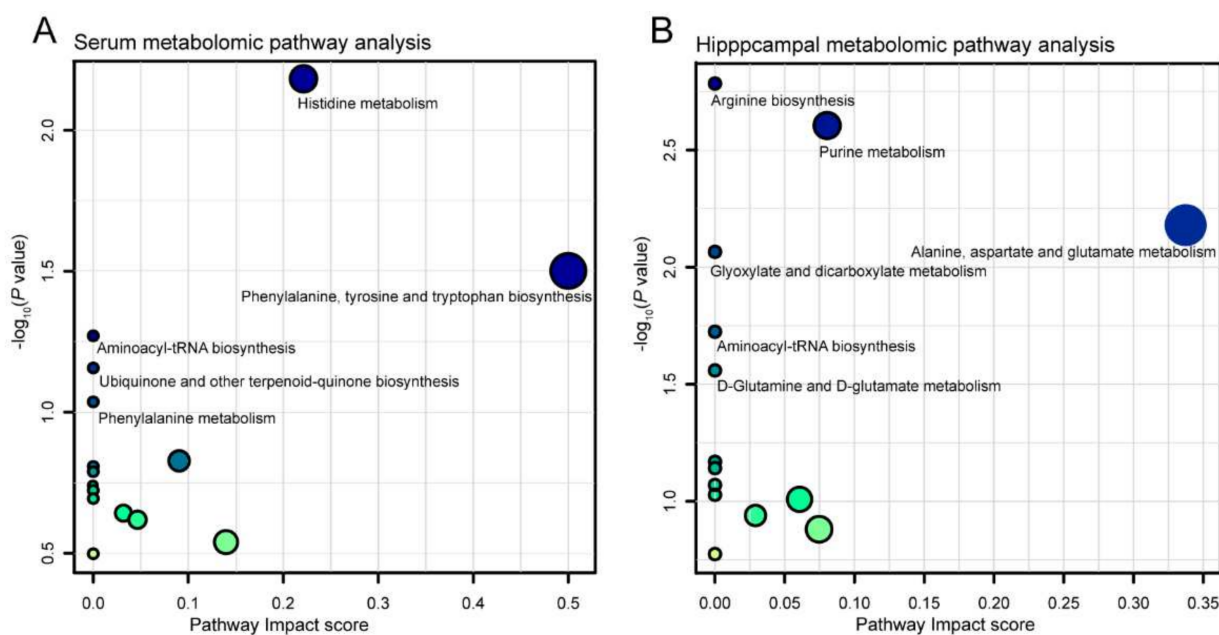 A
Serum metabolomic pathway analysis
-log10(P value)
2.0
1.5
1.0
0.5
Histidine metabolism
Phenylalanine, tyrosine and tryptophan biosynthesis
Aminoacyl-tRNA biosynthesis
Ubiquinone and other terpenoid-quinone biosynthesis
Phenylalanine metabolism
0.0 0.1 0.2 0.3 0.4 0.5
Pathway Impact score
B
Hipppcampal metabolomic pathway analysis
-log10(P value)
2.5
2.0
1.5
1.0
Arginine biosynthesis
Purine metabolism
Alanine, aspartate and glutamate metabolism
Glyoxylate and dicarboxylate metabolism
Aminoacyl-tRNA biosynthesis
D-Glutamine and D-glutamate metabolism
0.00 0.05 0.10 0.15 0.20 0.25 0.30 0.35
Pathway Impact score